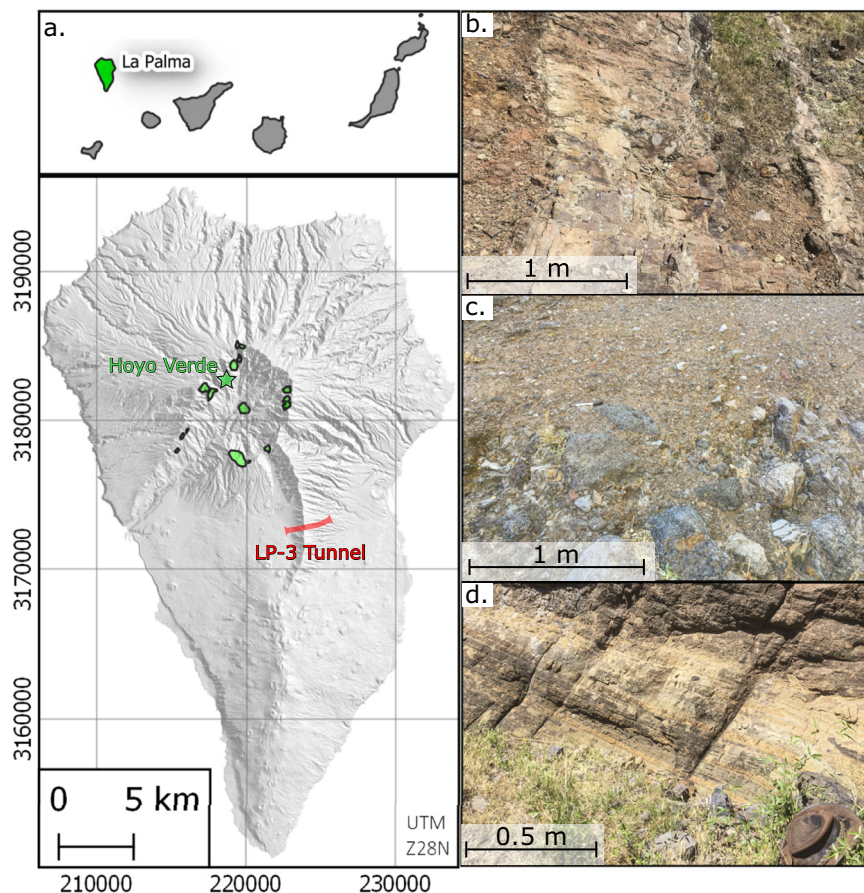 a.
La Palma
3190000
3180000
3170000
3160000
Hoyo Verde
LP-3 Tunnel
0 5 km
UTM
Z28N
210000 220000 230000
b.
1 m
c.
1 m
d.
0.5 m